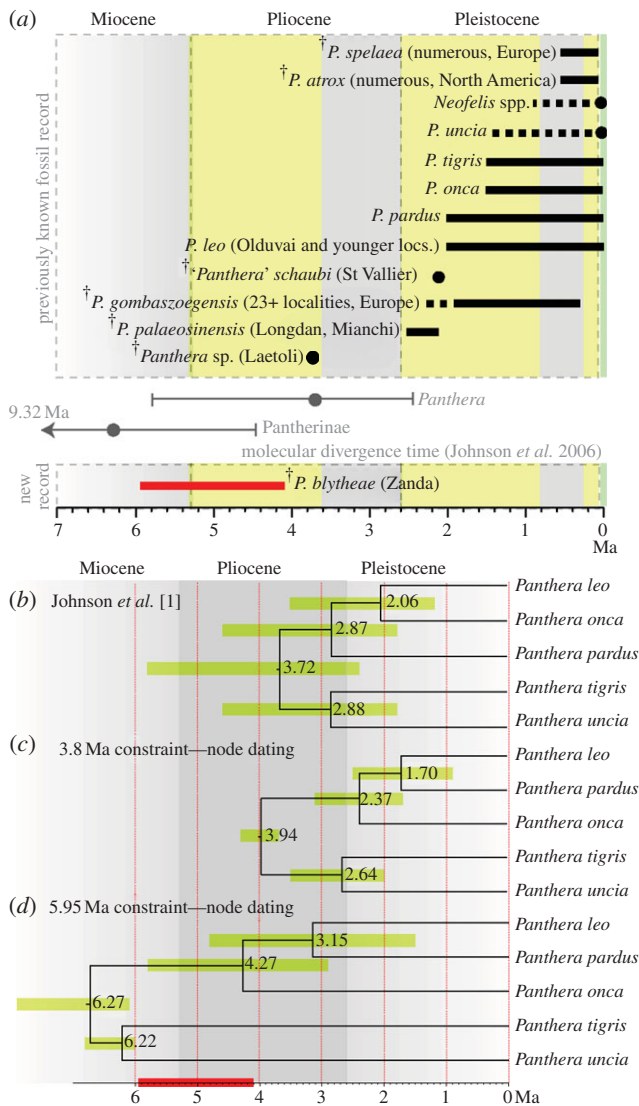 (a) Miocene Pliocene Pleistocene
previously known fossil record
†P. spelaea (numerous, Europe)
†P. atrox (numerous, North America)
Neofelis spp.
P. uncia
P. tigris
P. onca
P. pardus
P. leo (Olduvai and younger locs.)
†'Panthera' schaubi (St Vallier)
†P. gombaszoegensis (23+ localities, Europe)
†P. palaeosinensis (Longdan, Mianchi)
†Panthera sp. (Laetoli)
Panthera
9.32 Ma
Pantherinae
molecular divergence time (Johnson et al. 2006)
new record
†P. blytheae (Zanda)
7 6 5 4 3 2 1 0
Ma
Miocene Pliocene Pleistocene
(b) Johnson et al. [1]
Panthera leo
2.06
Panthera onca
2.87
Panthera pardus
3.72
Panthera tigris
2.88
Panthera uncia
(c) 3.8 Ma constraint—node dating
Panthera leo
1.70
Panthera pardus
2.37
Panthera onca
3.94
Panthera tigris
2.64
Panthera uncia
(d) 5.95 Ma constraint—node dating
Panthera leo
3.15
Panthera pardus
4.27
Panthera onca
6.27
Panthera tigris
6.22
Panthera uncia
6 5 4 3 2 1 0 Ma